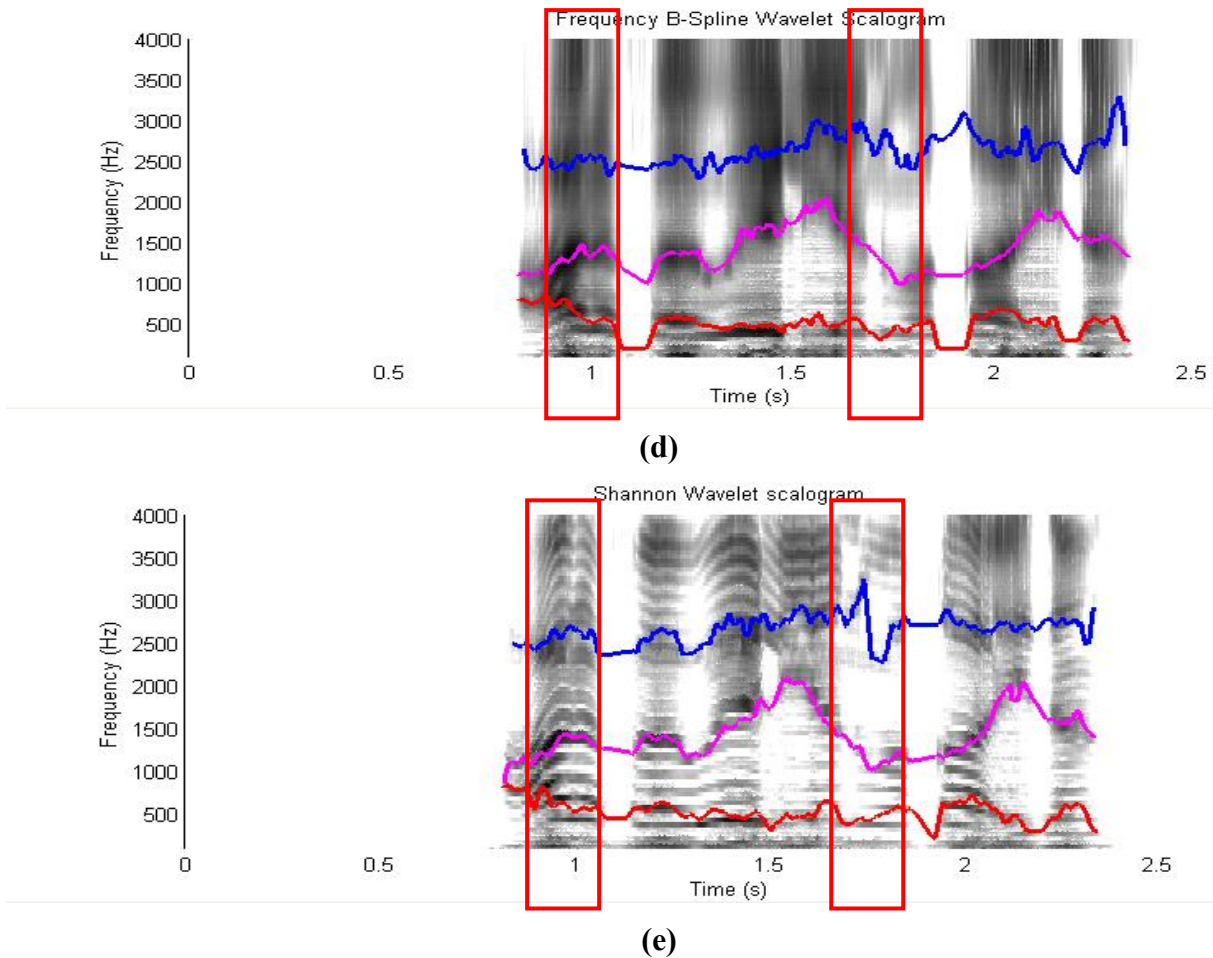 Frequency B-Spline Wavelet Scalogram
4000
3500
3000
2500
2000
1500
1000
500
Frequency (Hz)
0 0.5 1 1.5 2 2.5
Time (s)
(d)
Shannon Wavelet scalogram
4000
3500
3000
2500
2000
1500
1000
500
Frequency (Hz)
0 0.5 1 1.5 2 2.5
Time (s)
(e)